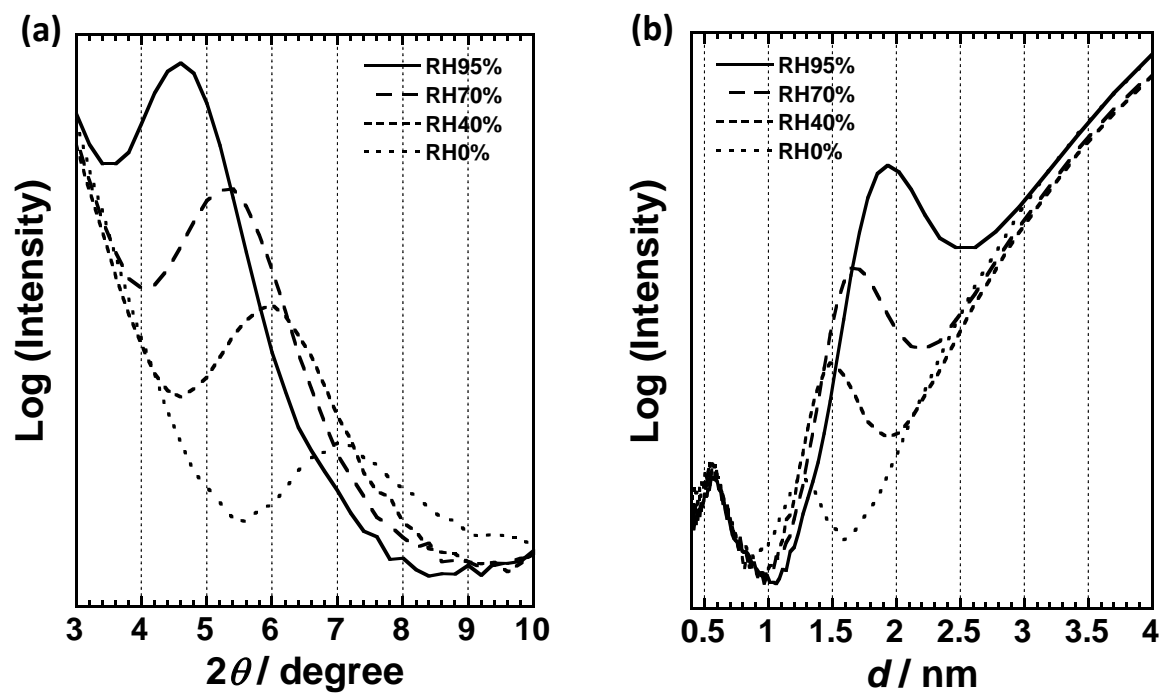 (a)
RH95%
RH70%
RH40%
RH0%
Log (Intensity)
3 4 5 6 7 8 9 10
2θ / degree
(b)
RH95%
RH70%
RH40%
RH0%
Log (Intensity)
0.5 1 1.5 2 2.5 3 3.5 4
d / nm